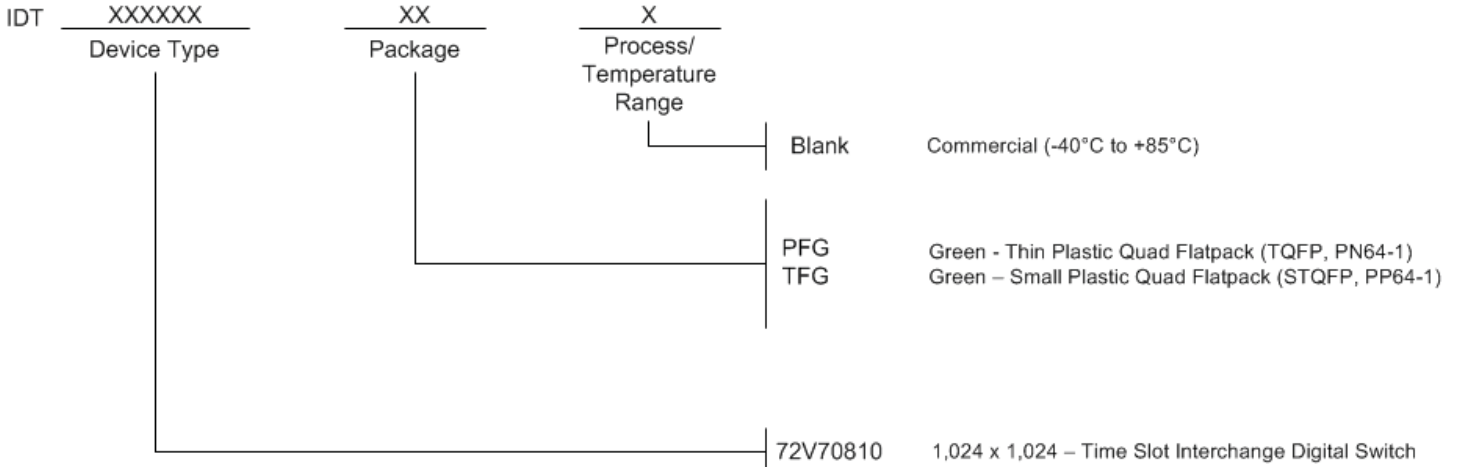 IDT XXXXXX XX X
Device Type Package Process/
Temperature
Range
Blank Commercial (-40°C to +85°C)
PFG Green - Thin Plastic Quad Flatpack (TQFP, PN64-1)
TFG Green – Small Plastic Quad Flatpack (STQFP, PP64-1)
72V70810 1,024 x 1,024 – Time Slot Interchange Digital Switch